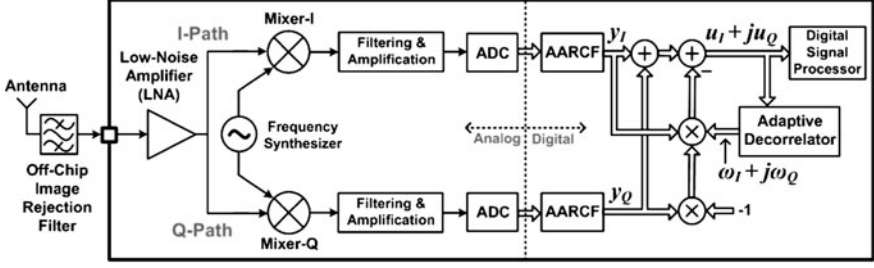 Mixer-I
I-Path
Low-Noise
Amplifier
(LNA)
Filtering &
Amplification
ADC
AARCF
y_I
u_I + ju_Q
Digital
Signal
Processor
+
+
−
Antenna
Frequency
Synthesizer
Analog
Digital
×
Adaptive
Decorrelator
ω_I + jω_Q
Off-Chip
Image
Rejection
Filter
Q-Path
Mixer-Q
Filtering &
Amplification
ADC
AARCF
y_Q
×
-1